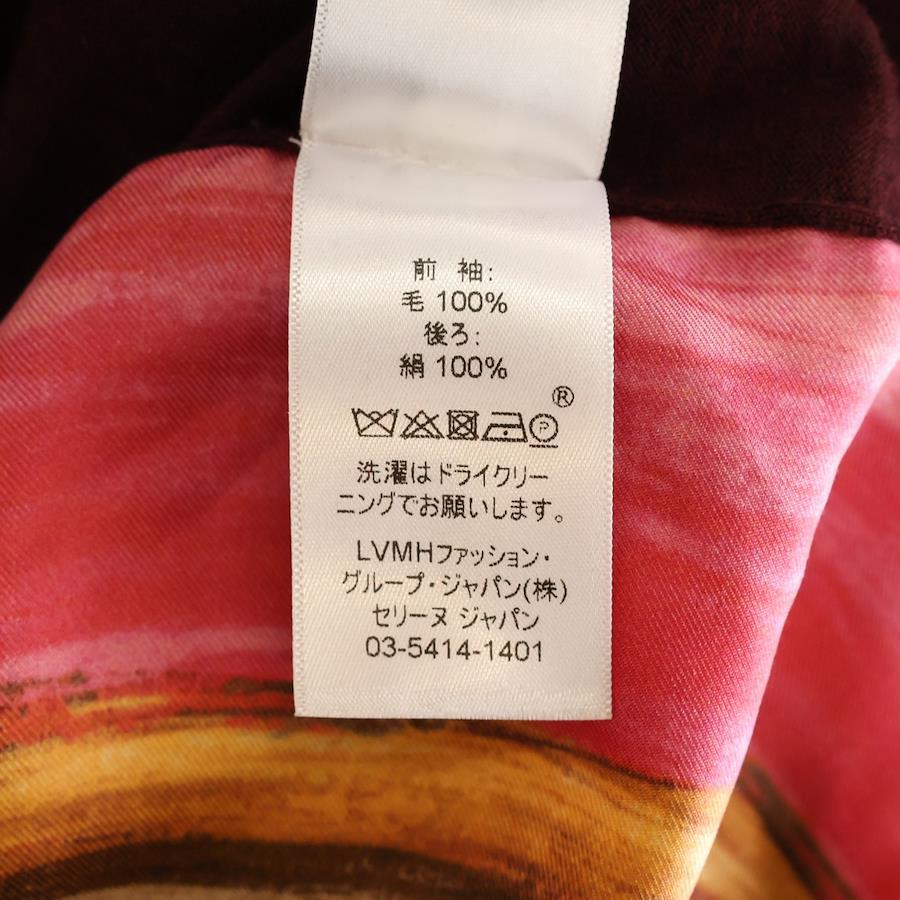 前 袖:
毛 100%
後ろ:
絹 100%
®
P
洗濯はドライクリー
ニングでお願いします。
LVMHファッション・
グループ・ジャパン(株)
セリーヌ ジャパン
03-5414-1401